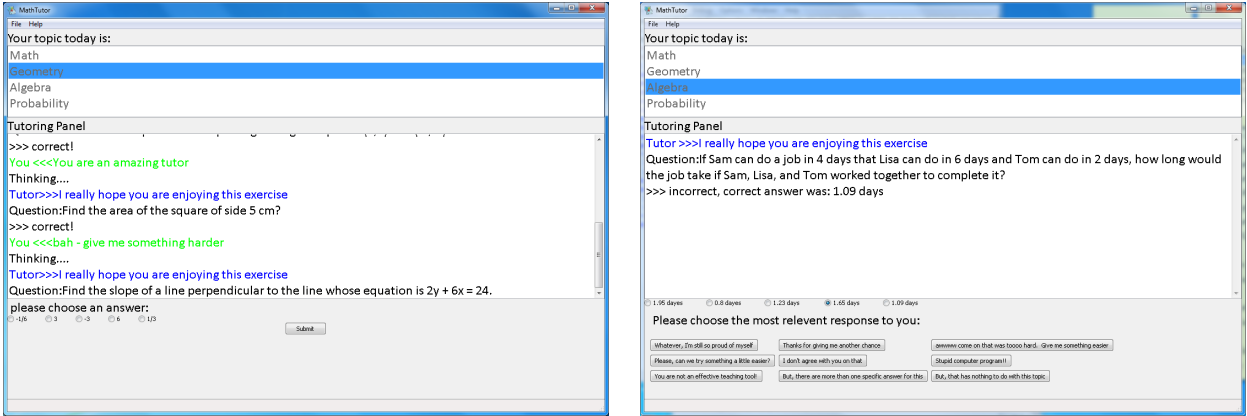 MathTutor
File Help
Your topic today is:
Math
Geometry
Algebra
Probability
Tutoring Panel
>>> correct!
You <<<You are an amazing tutor
Thinking....
Tutor>>>I really hope you are enjoying this exercise
Question:Find the area of the square of side 5 cm?
>>> correct!
You <<<bah - give me something harder
Thinking....
Tutor>>>I really hope you are enjoying this exercise
Question:Find the slope of a line perpendicular to the line whose equation is 2y + 6x = 24.
please choose an answer:
-1/6 3 -3 6 1/3
Submit
MathTutor
File Help
Your topic today is:
Math
Geometry
Algebra
Probability
Tutoring Panel
Tutor >>>I really hope you are enjoying this exercise
Question:If Sam can do a job in 4 days that Lisa can do in 6 days and Tom can do in 2 days, how long would
the job take if Sam, Lisa, and Tom worked together to complete it?
>>> incorrect, correct answer was: 1.09 days
1.95 dayes 0.8 dayes 1.23 days 1.65 days 1.09 days
Please choose the most relevent response to you:
Whatever, I'm still so proud of myself Thanks for giving me another chance awwww come on that was toooo hard. Give me something easier
Please, can we try something a little easier? I don't agree with you on that Stupid computer program!!
You are not an effective teaching tool! But, there are more than one specific answer for this But, that has nothing to do with this topic